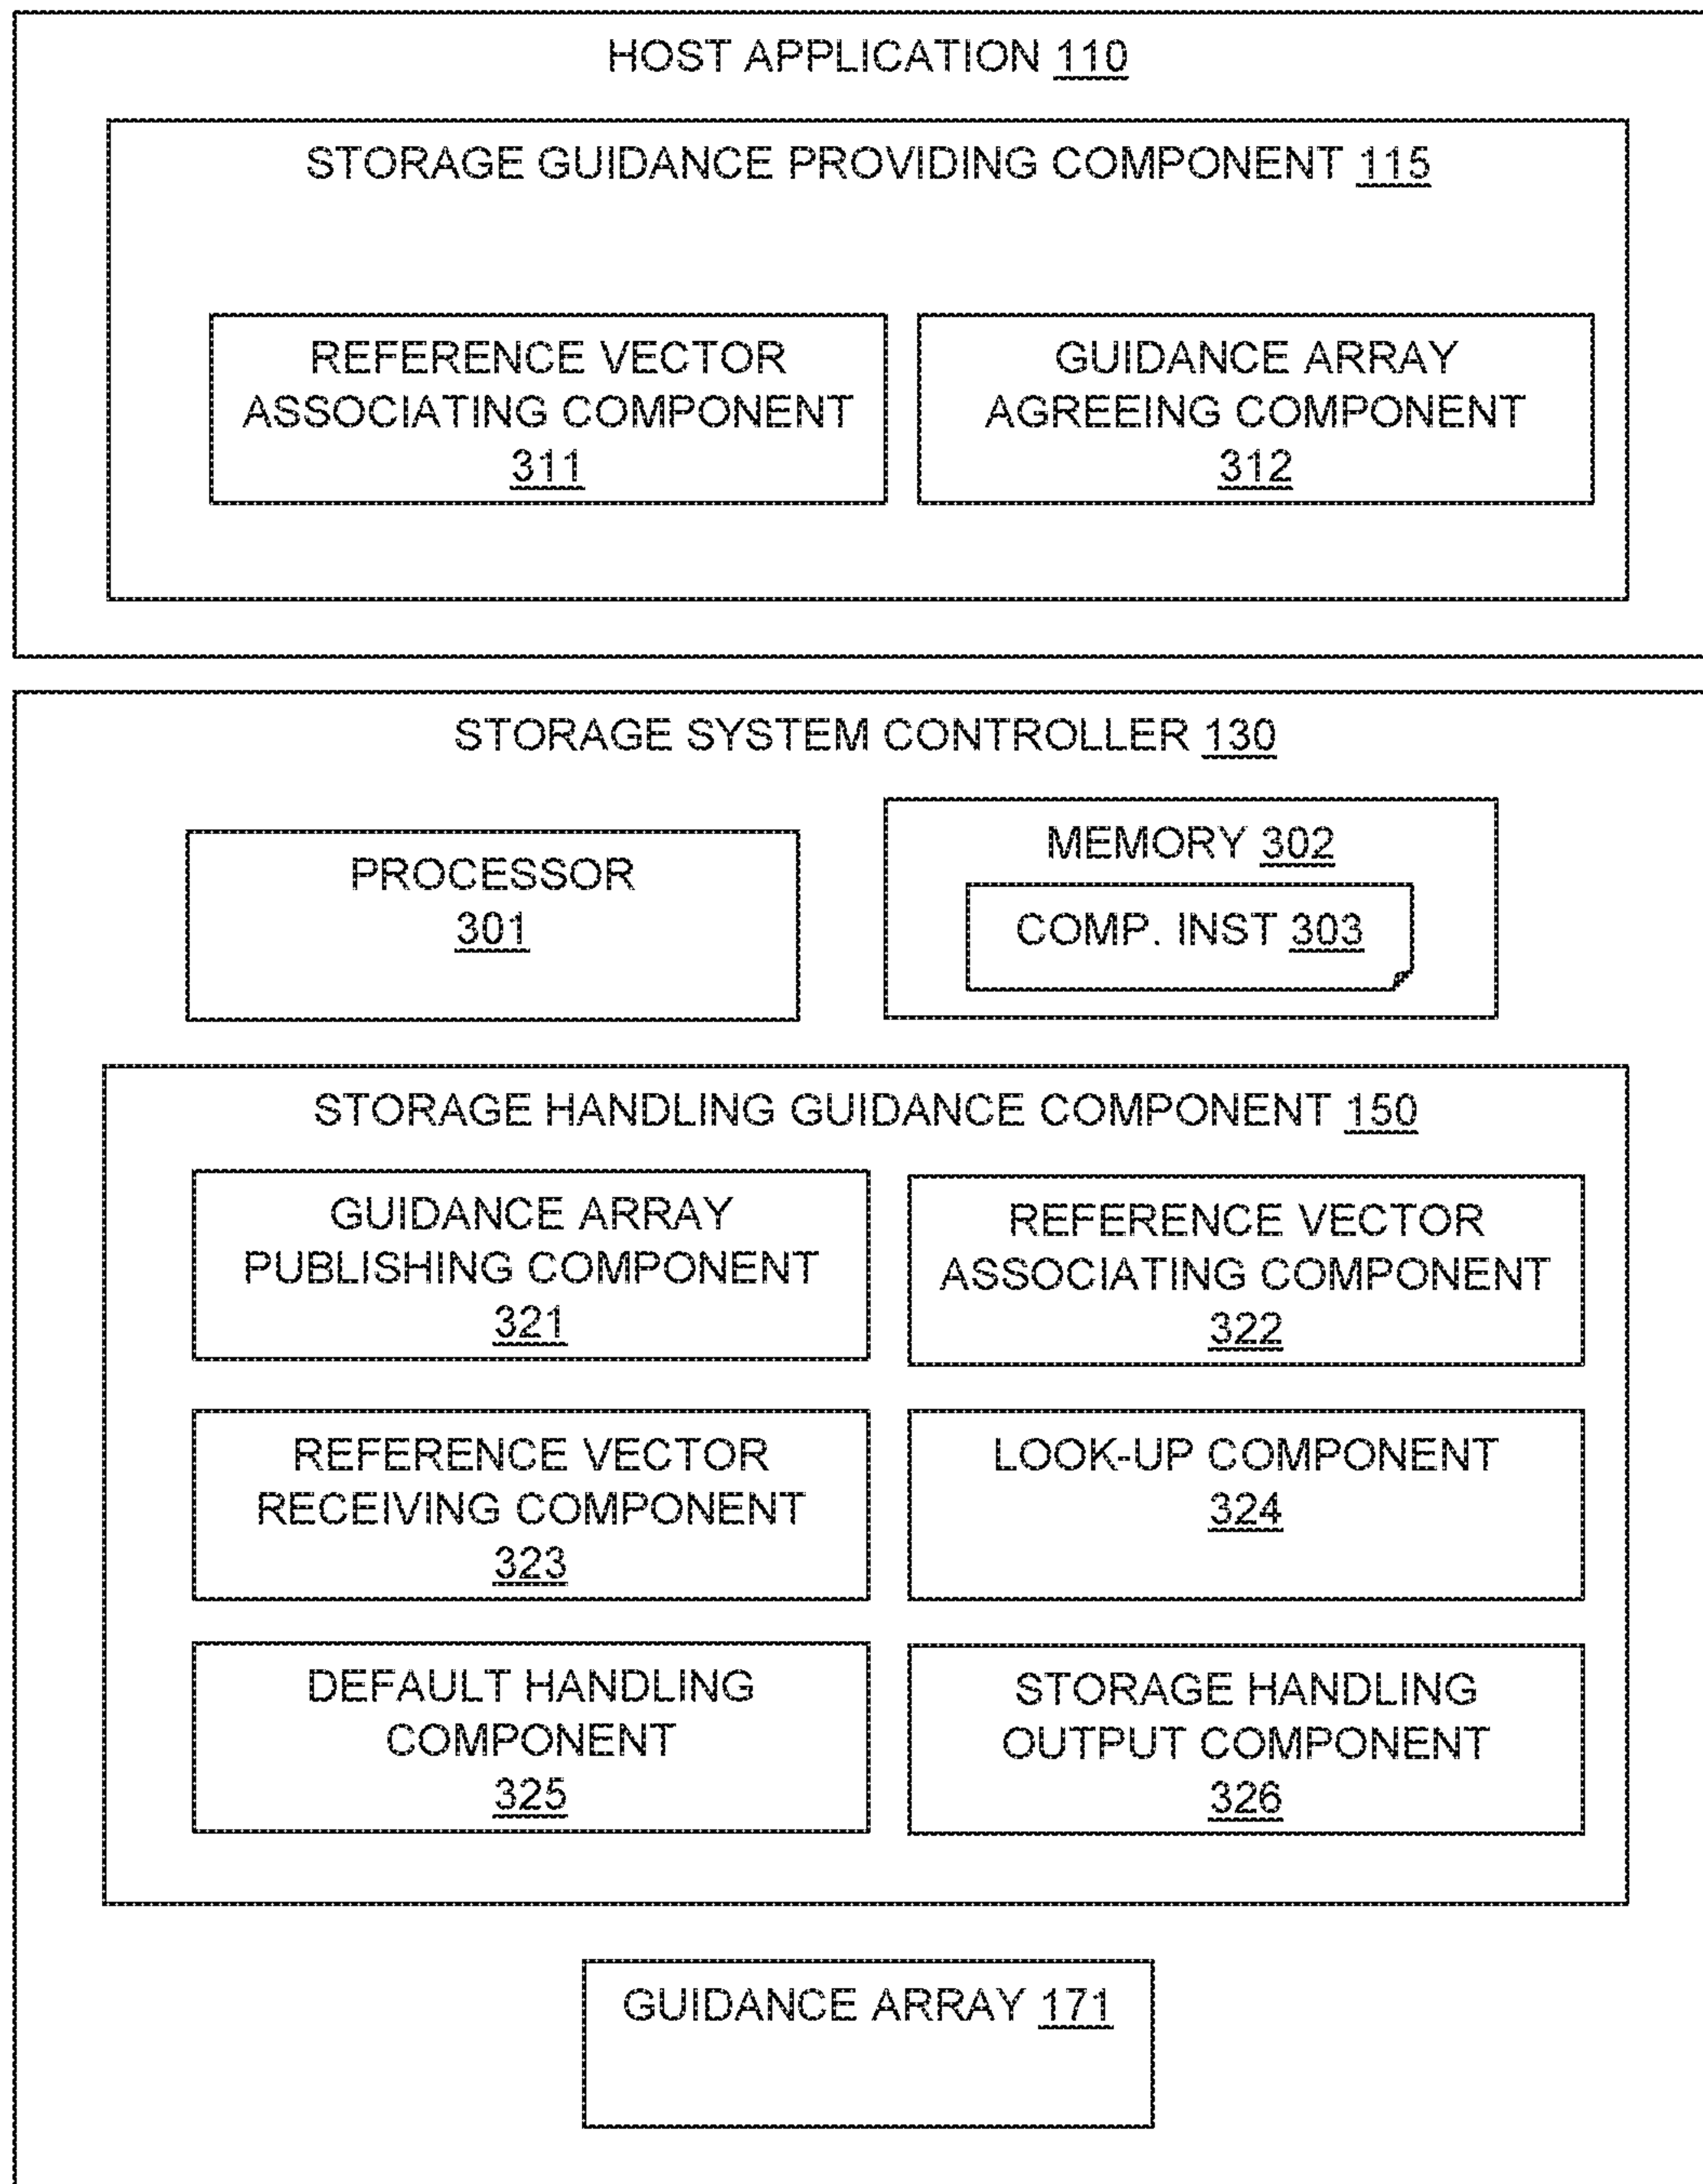 HOST APPLICATION 110
STORAGE GUIDANCE PROVIDING COMPONENT 115
REFERENCE VECTOR
ASSOCIATING COMPONENT
311
GUIDANCE ARRAY
AGREEING COMPONENT
312
STORAGE SYSTEM CONTROLLER 130
PROCESSOR
301
MEMORY 302
COMP. INST 303
STORAGE HANDLING GUIDANCE COMPONENT 150
GUIDANCE ARRAY
PUBLISHING COMPONENT
321
REFERENCE VECTOR
ASSOCIATING COMPONENT
322
REFERENCE VECTOR
RECEIVING COMPONENT
323
LOOK-UP COMPONENT
324
DEFAULT HANDLING
COMPONENT
325
STORAGE HANDLING
OUTPUT COMPONENT
326
GUIDANCE ARRAY 171